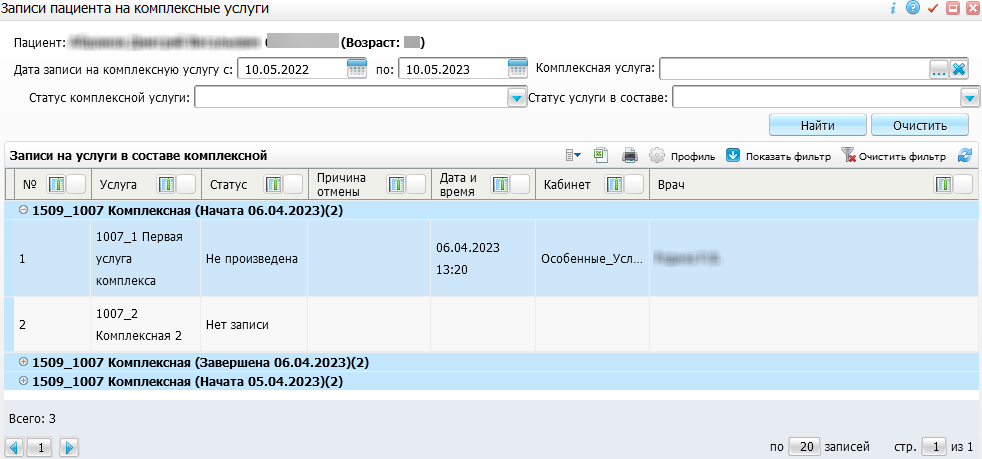 Записи пациента на комплексные услуги
Пациент: (Возраст: )
Дата записи на комплексную услугу с: 10.05.2022 по: 10.05.2023 Комплексная услуга: ...
Статус комплексной услуги: Статус услуги в составе:
Найти Очистить
Записи на услуги в составе комплексной Профиль Показать фильтр Очистить фильтр
№ Услуга Статус Причина отмены Дата и время Кабинет Врач
1509_1007 Комплексная (Начата 06.04.2023)(2)
1 1007_1 Первая услуга комплекса Не произведена 06.04.2023 13:20 Особенные_Усл...
2 1007_2 Комплексная 2 Нет записи
1509_1007 Комплексная (Завершена 06.04.2023)(2)
1509_1007 Комплексная (Начата 05.04.2023)(2)
Всего: 3
1 по 20 записей стр. 1 из 1